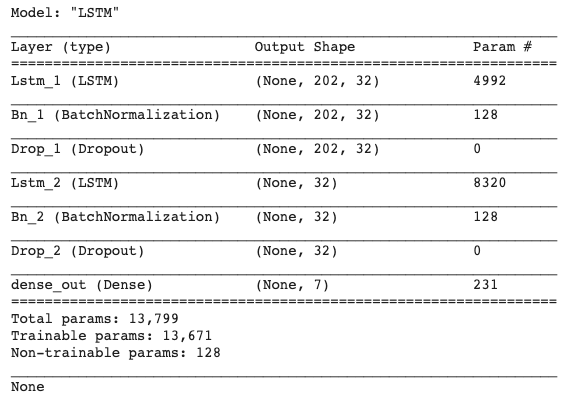 Model: "LSTM"
Layer (type) Output Shape Param #
Lstm_1 (LSTM) (None, 202, 32) 4992
Bn_1 (BatchNormalization) (None, 202, 32) 128
Drop_1 (Dropout) (None, 202, 32) 0
Lstm_2 (LSTM) (None, 32) 8320
Bn_2 (BatchNormalization) (None, 32) 128
Drop_2 (Dropout) (None, 32) 0
dense_out (Dense) (None, 7) 231
Total params: 13,799
Trainable params: 13,671
Non-trainable params: 128
None